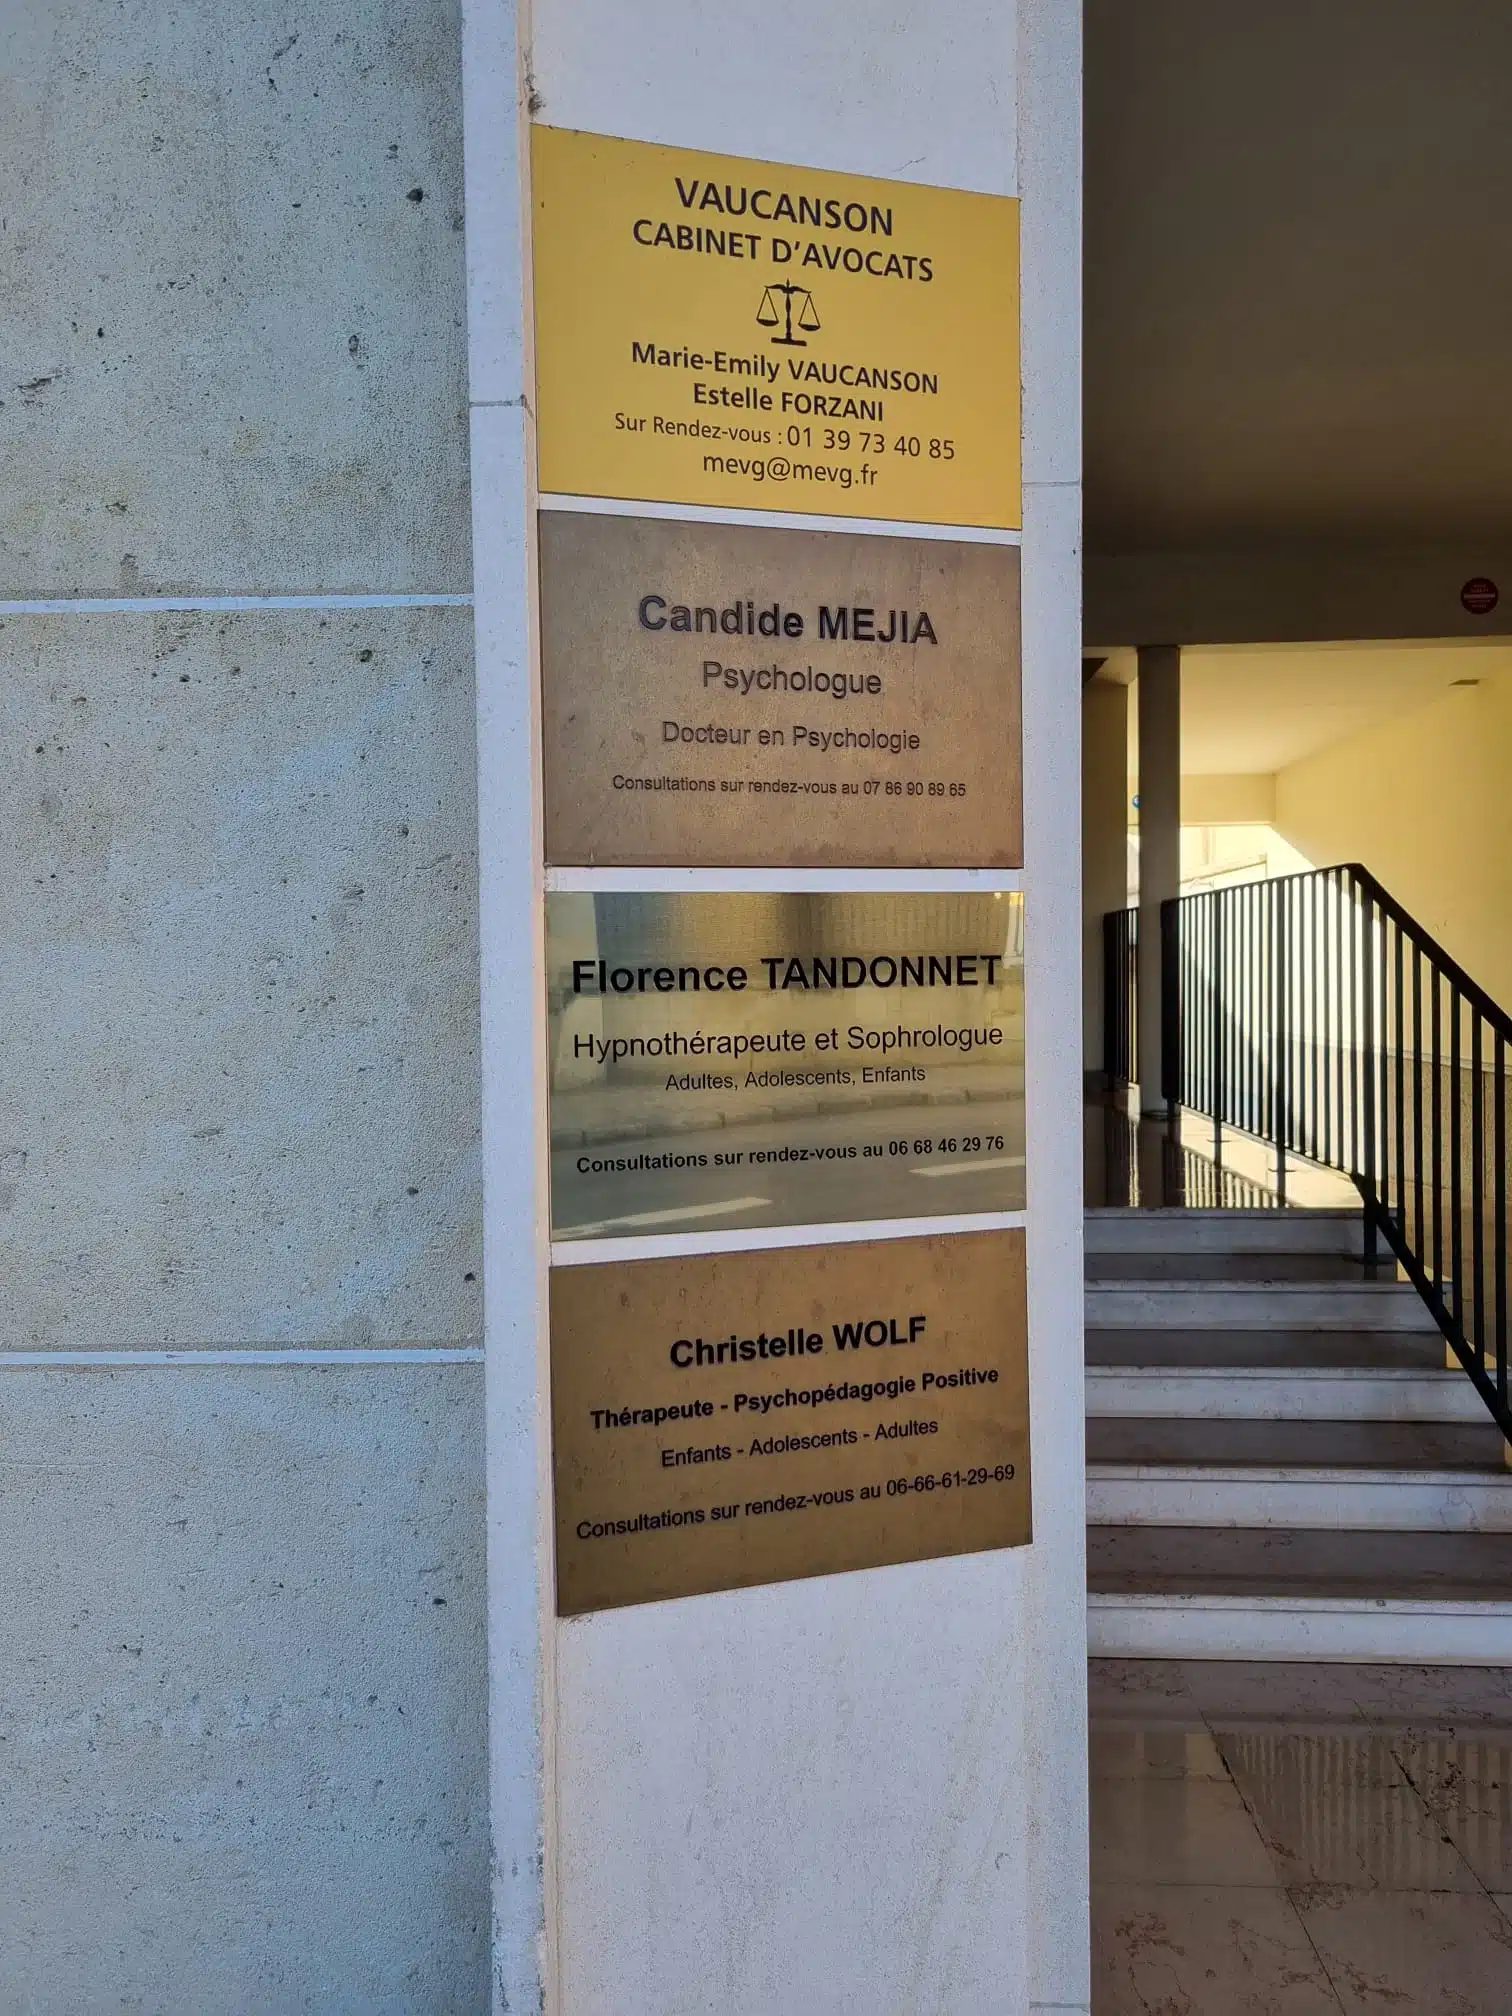 VAUCANSON
CABINET D'AVOCATS
Marie-Emily VAUCANSON
Estelle FORZANI
Sur Rendez-vous : 01 39 73 40 85
mevg@mevg.fr
Candide MEJIA
Psychologue
Docteur en Psychologie
Consultations sur rendez-vous au 07 86 90 89 65
Florence TANDONNET
Hypnothérapeute et Sophrologue
Adultes, Adolescents, Enfants
Consultations sur rendez-vous au 06 68 46 29 76
Christelle WOLF
Thérapeute - Psychopédagogie Positive
Enfants - Adolescents - Adultes
Consultations sur rendez-vous au 06-66-61-29-69